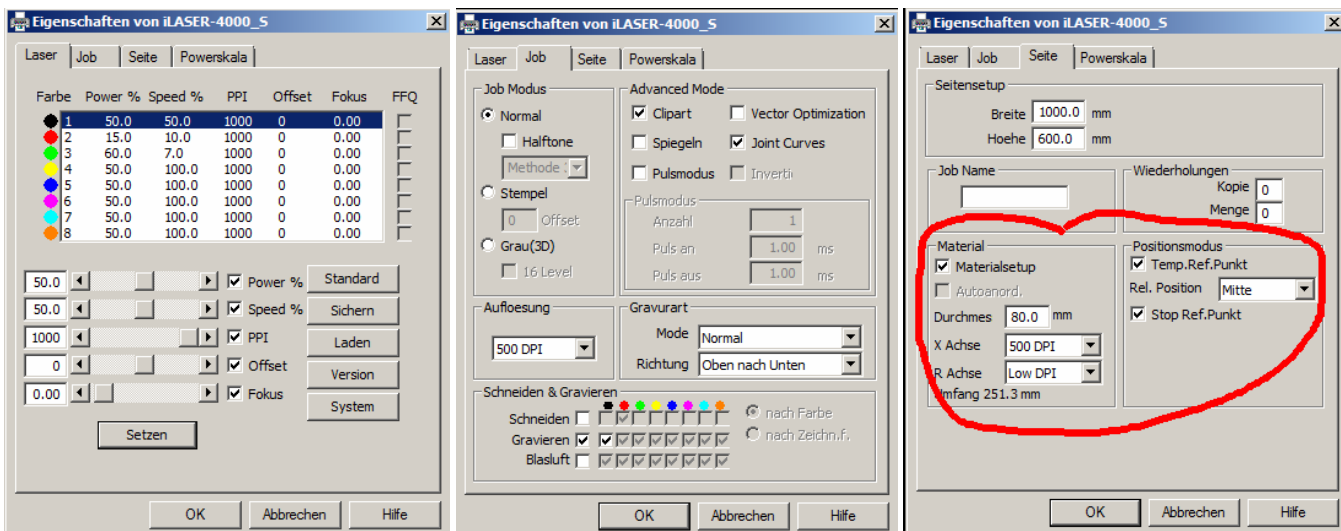 Eigenschaften von iLASER-4000_S
Laser Job Seite Powerskala
Farbe Power % Speed % PPI Offset Fokus FFQ
1 50.0 50.0 1000 0 0.00
2 15.0 10.0 1000 0 0.00
3 60.0 7.0 1000 0 0.00
4 50.0 100.0 1000 0 0.00
5 50.0 100.0 1000 0 0.00
6 50.0 100.0 1000 0 0.00
7 50.0 100.0 1000 0 0.00
8 50.0 100.0 1000 0 0.00
50.0 Power % Standard
50.0 Speed % Sichern
1000 PPI Laden
0 Offset Version
0.00 Fokus System
Setzen
OK Abbrechen Hilfe
Eigenschaften von iLASER-4000_S
Laser Job Seite Powerskala
Job Modus
Normal
Halftone
Methode
Stempel
0 Offset
Grau(3D)
16 Level
Advanced Mode
Clipart Vector Optimization
Spiegeln Joint Curves
Pulsmodus Inverti
Pulsmodus
Anzahl 1
Puls an 1.00 ms
Puls aus 1.00 ms
Aufloesung
500 DPI
Gravurart
Mode Normal
Richtung Oben nach Unten
Schneiden & Gravieren
Schneiden
Gravieren
Blasluft
nach Farbe
nach Zeichn.f.
OK Abbrechen Hilfe
Eigenschaften von iLASER-4000_S
Laser Job Seite Powerskala
Seitensetup
Breite 1000.0 mm
Hoehe 600.0 mm
Job Name
Wiederholungen
Kopie 0
Menge 0
Material
Materialsetup
Autoanord.
Durchmes 80.0 mm
X Achse 500 DPI
R Achse Low DPI
Umfang 251.3 mm
Positionsmodus
Temp.Ref.Punkt
Rel. Position Mitte
Stop Ref.Punkt
OK Abbrechen Hilfe